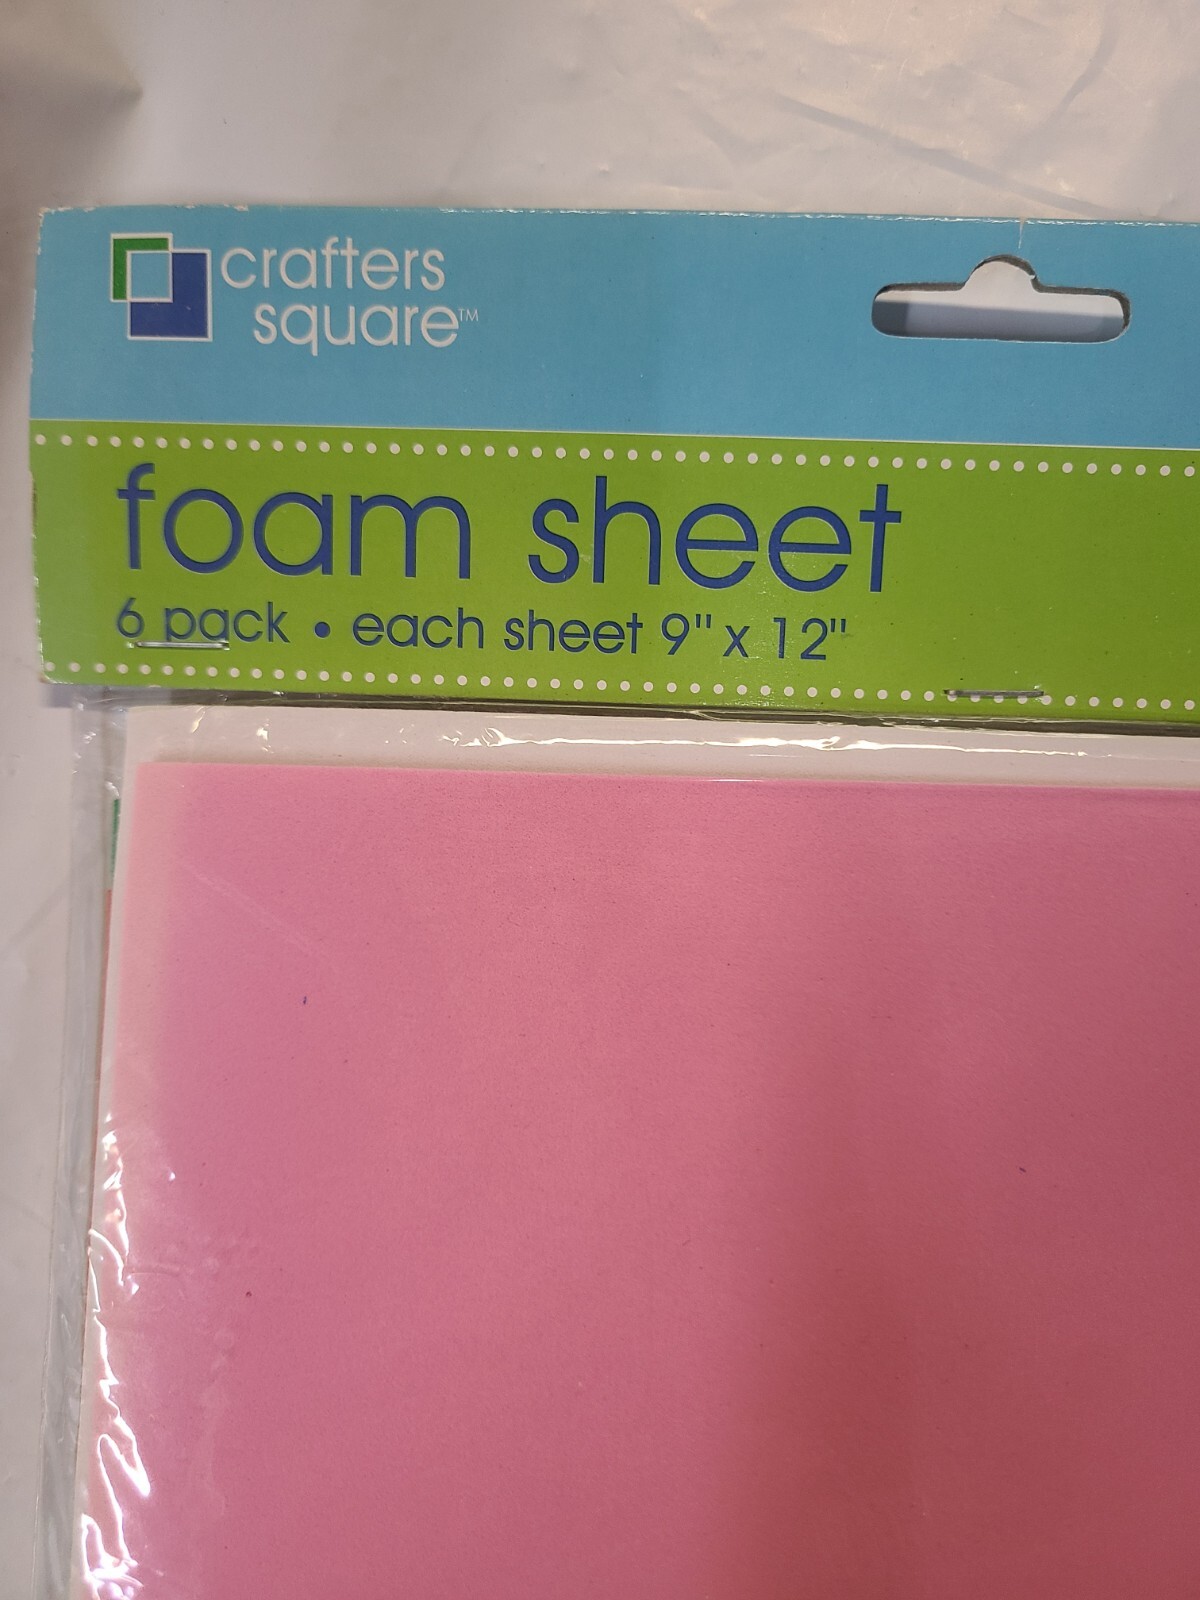 crafters
square™
foam sheet
6 pack • each sheet 9" x 12"